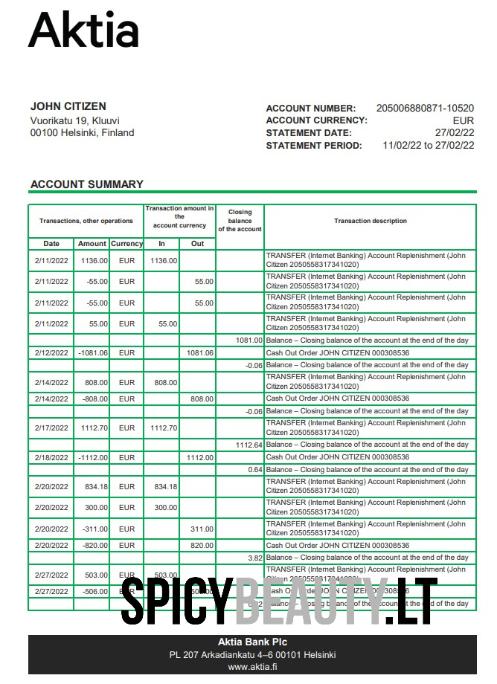 Aktia
JOHN CITIZEN
Vuorikatu 19, Kluuvi
00100 Helsinki, Finland
ACCOUNT NUMBER: 205006880871-10520
ACCOUNT CURRENCY: EUR
STATEMENT DATE: 27/02/22
STATEMENT PERIOD: 11/02/22 to 27/02/22
ACCOUNT SUMMARY
Transactions, other operations
Transaction amount in
the
account currency
Closing
balance
of the account
Transaction description
Date Amount Currency In Out
2/11/2022 1136.00 EUR 1136.00 TRANSFER (Internet Banking) Account Replenishment (John
Citizen 2050558317341020)
2/11/2022 -55.00 EUR 55.00 TRANSFER (Internet Banking) Account Replenishment (John
Citizen 2050558317341020)
2/11/2022 -55.00 EUR 55.00 TRANSFER (Internet Banking) Account Replenishment (John
Citizen 2050558317341020)
2/11/2022 55.00 EUR 55.00 TRANSFER (Internet Banking) Account Replenishment (John
Citizen 2050558317341020)
1081.00 Balance – Closing balance of the account at the end of the day
2/12/2022 -1081.06 EUR 1081.06 Cash Out Order JOHN CITIZEN 000308536
-0.06 Balance – Closing balance of the account at the end of the day
2/14/2022 808.00 EUR 808.00 TRANSFER (Internet Banking) Account Replenishment (John
Citizen 2050558317341020)
2/14/2022 -808.00 EUR 808.00 Cash Out Order JOHN CITIZEN 000308536
-0.06 Balance – Closing balance of the account at the end of the day
2/17/2022 1112.70 EUR 1112.70 TRANSFER (Internet Banking) Account Replenishment (John
Citizen 2050558317341020)
1112.64 Balance – Closing balance of the account at the end of the day
2/18/2022 -1112.00 EUR 1112.00 Cash Out Order JOHN CITIZEN 000308536
0.64 Balance – Closing balance of the account at the end of the day
2/20/2022 834.18 EUR 834.18 TRANSFER (Internet Banking) Account Replenishment (John
Citizen 2050558317341020)
2/20/2022 300.00 EUR 300.00 TRANSFER (Internet Banking) Account Replenishment (John
Citizen 2050558317341020)
2/20/2022 -311.00 EUR 311.00 TRANSFER (Internet Banking) Account Replenishment (John
Citizen 2050558317341020)
2/20/2022 -820.00 EUR 820.00 Cash Out Order JOHN CITIZEN 000308536
3.82 Balance – Closing balance of the account at the end of the day
2/27/2022 503.00 EUR 503.00 TRANSFER (Internet Banking) Account Replenishment (John
2/27/2022 -506.00
of the account at the end of the day
SPICYBEAUTY.LT
Aktia Bank Plc
PL 207 Arkadiankatu 4–6 00101 Helsinki
www.aktia.fi